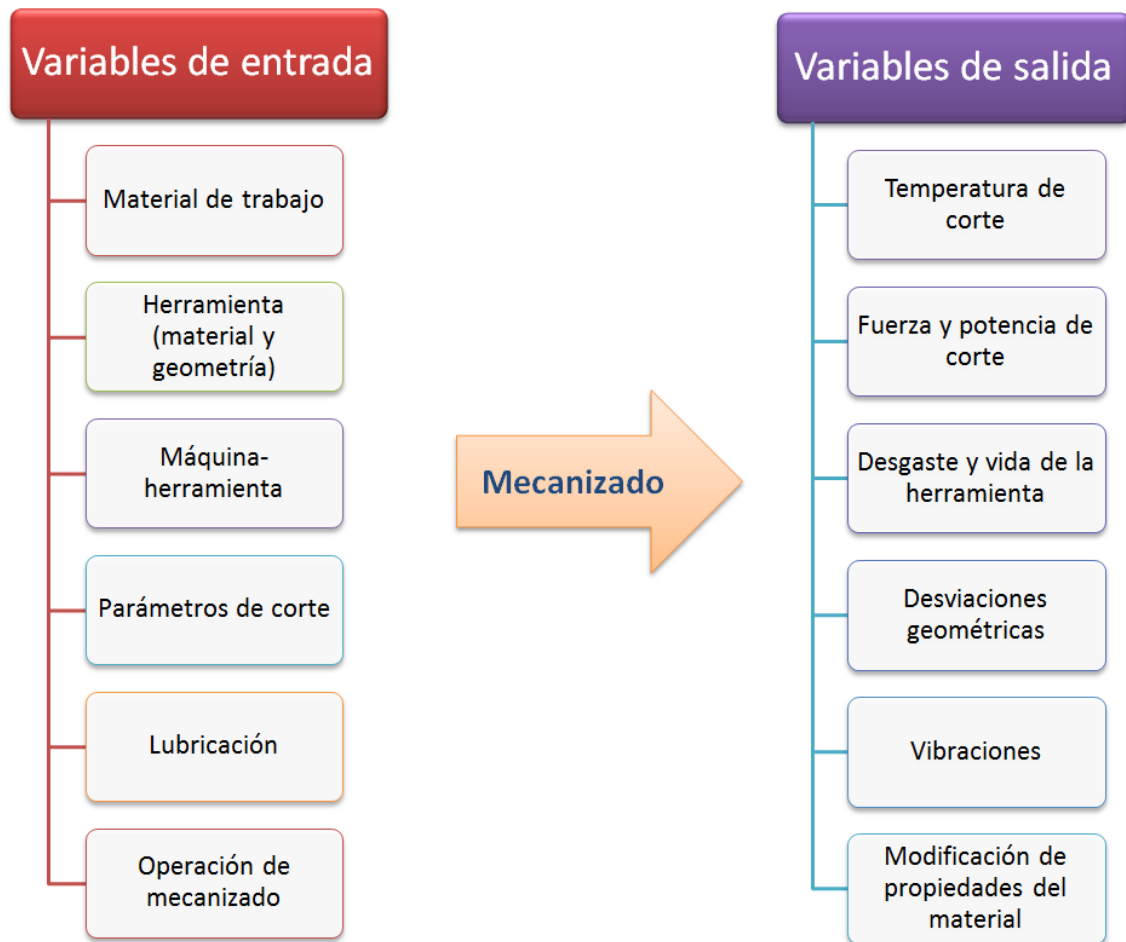 Variables de entrada
Material de trabajo
Herramienta
(material y
geometría)
Máquina-
herramienta
Parámetros de corte
Lubricación
Operación de
mecanizado
Mecanizado
Variables de salida
Temperatura de
corte
Fuerza y potencia de
corte
Desgaste y vida de la
herramienta
Desviaciones
geométricas
Vibraciones
Modificación de
propiedades del
material